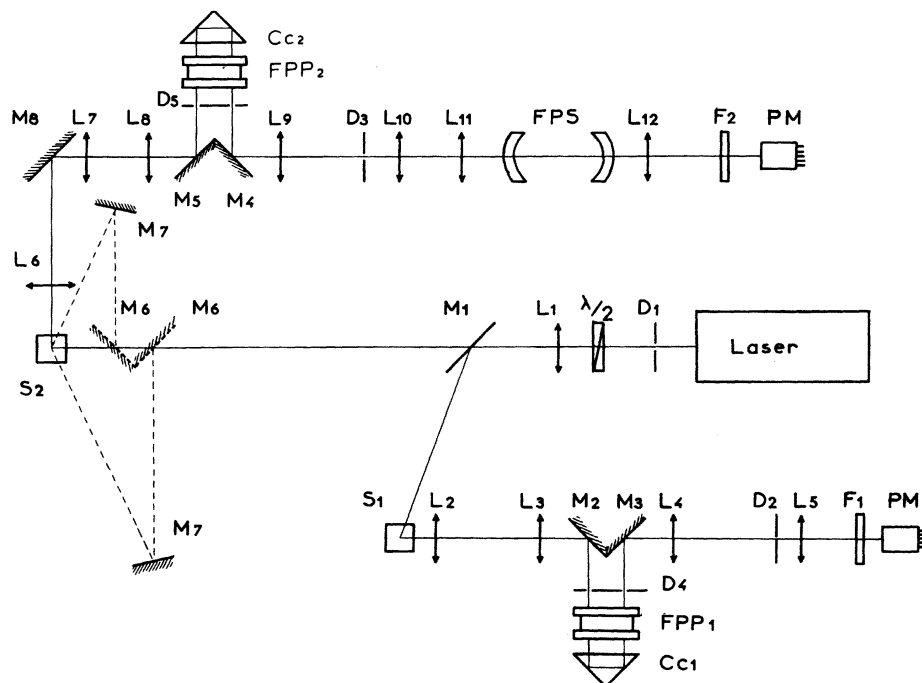 Cc2
FPP2
D5
M8 L7 L8 L9 D3 L10 L11 FPS L12 F2 PM
M5 M4
M7
L6
M6 M6 M1 L1 λ/2 D1
Laser
S2
S1 L2 L3 M2 M3 L4 D2 L5 F1 PM
M7
D4
FPP1
Cc1